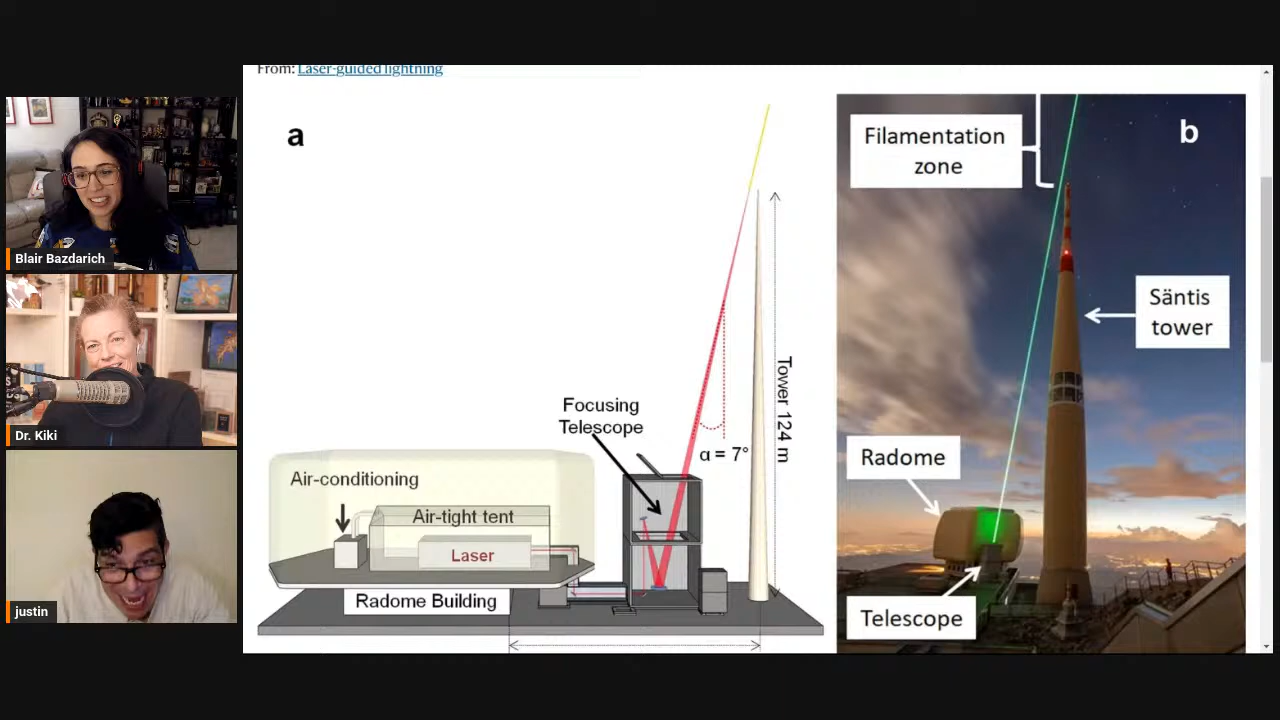 From: Laser-guided lightning
a
Focusing
Telescope
α = 7°
Tower 124 m
Air-conditioning
Air-tight tent
Laser
Radome Building
b
Filamentation
zone
Säntis
tower
Radome
Telescope
Blair Bazdarich
Dr. Kiki
justin